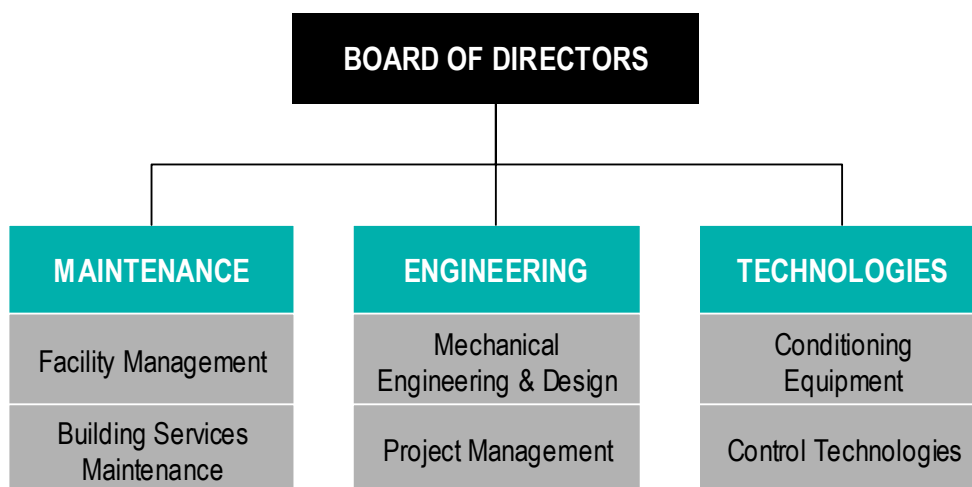 BOARD OF DIRECTORS
MAINTENANCE
Facility Management
Building Services
Maintenance
ENGINEERING
Mechanical
Engineering & Design
Project Management
TECHNOLOGIES
Conditioning
Equipment
Control Technologies